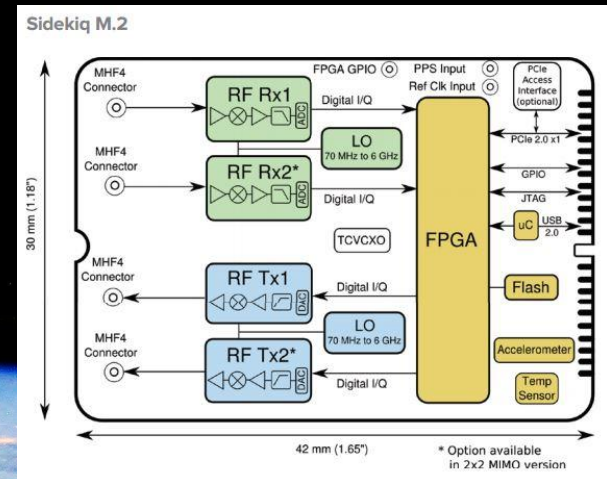 Sidekiq M.2
MHF4
Connector
RF Rx1
ADC
Digital I/Q
FPGA GPIO
PPS Input
Ref Clk Input
PCIe
Access
Interface
(optional)
PCIe 2.0 x1
LO
70 MHz to 6 GHz
MHF4
Connector
RF Rx2*
ADC
Digital I/Q
GPIO
JTAG
30 mm (1.18")
TCVCXO
FPGA
uC
USB
2.0
MHF4
Connector
RF Tx1
DAC
Digital I/Q
Flash
LO
70 MHz to 6 GHz
MHF4
Connector
RF Tx2*
DAC
Digital I/Q
Accelerometer
Temp
Sensor
42 mm (1.65")
* Option available
in 2x2 MIMO version